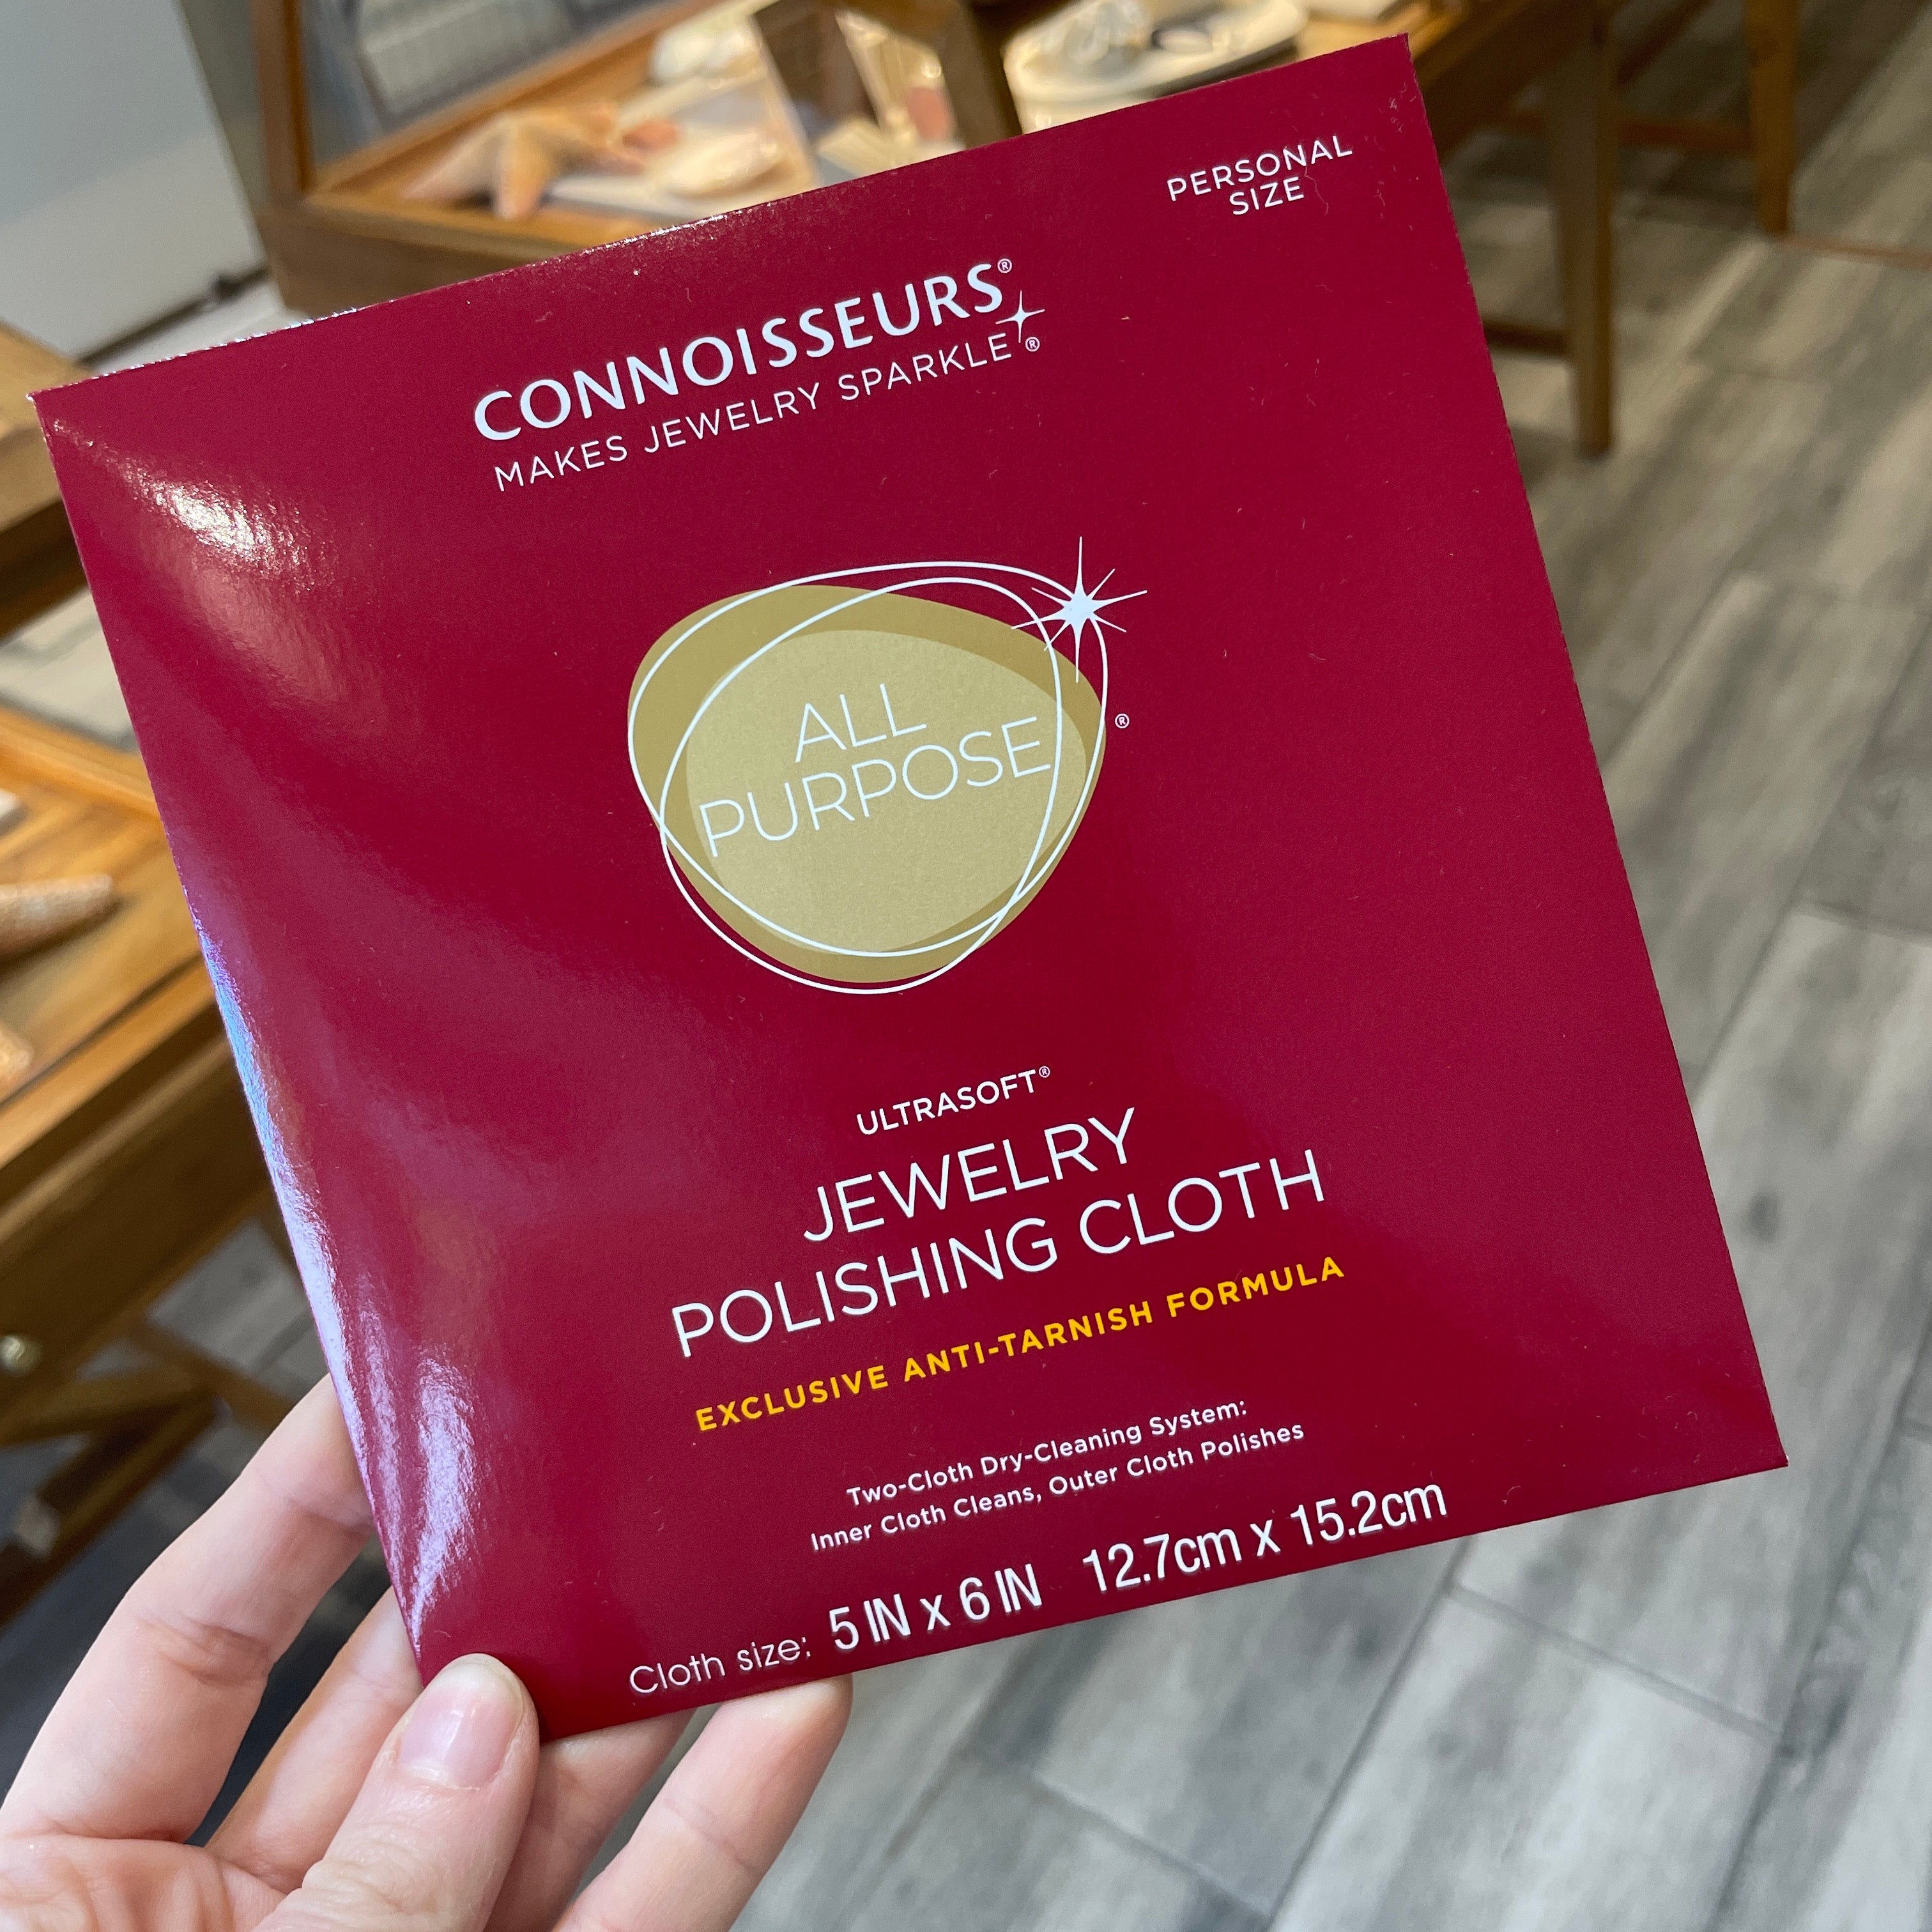 PERSONAL
SIZE
CONNOISSEURS®
MAKES JEWELRY SPARKLE®
ALL
PURPOSE
®
ULTRASOFT®
JEWELRY
POLISHING CLOTH
EXCLUSIVE ANTI-TARNISH FORMULA
Two-Cloth Dry-Cleaning System:
Inner Cloth Cleans, Outer Cloth Polishes
Cloth size: 5 IN x 6 IN 12.7cm x 15.2cm